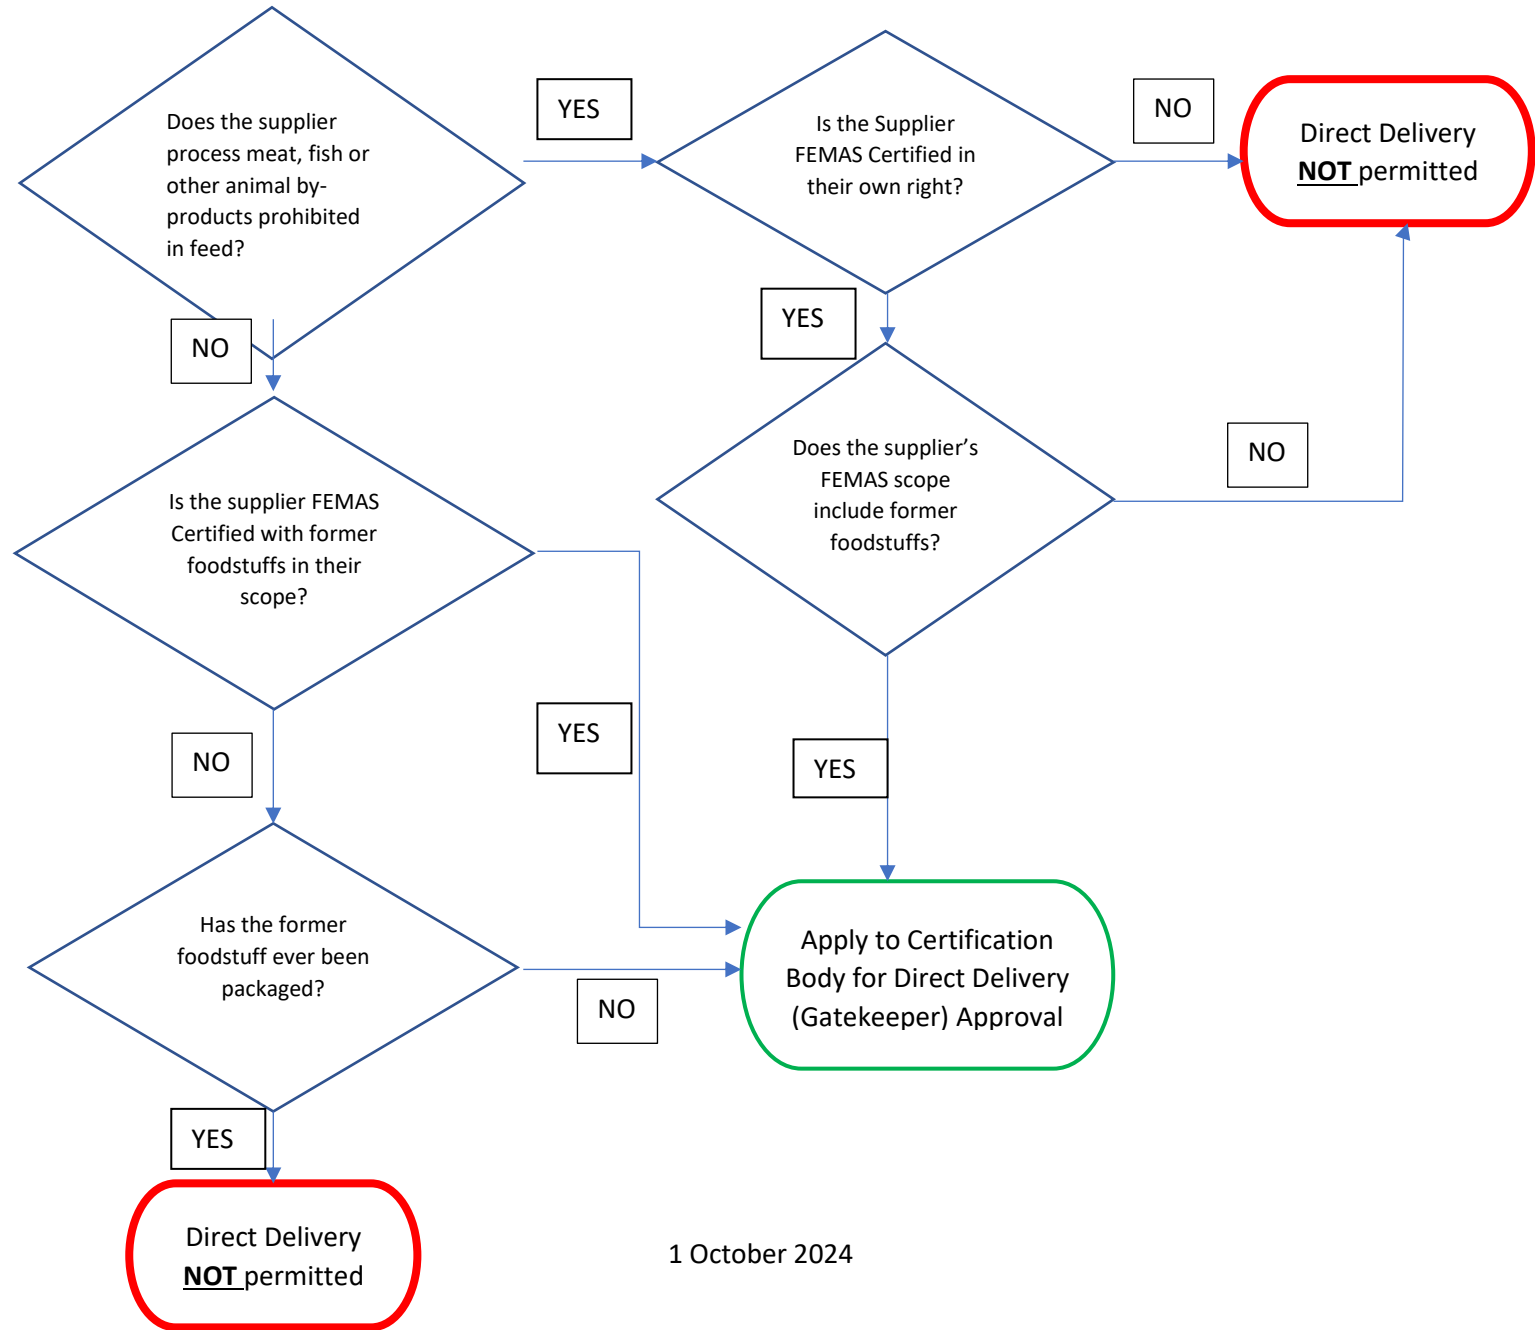 Does the supplier
process meat, fish or
other animal by-
products prohibited
in feed?
YES
Is the Supplier
FEMAS Certified in
their own right?
NO
Direct Delivery
NOT permitted
NO
YES
Does the supplier’s
FEMAS scope
include former
foodstuffs?
NO
Is the supplier FEMAS
Certified with former
foodstuffs in their
scope?
YES
NO
YES
Has the former
foodstuff ever been
packaged?
NO
Apply to Certification
Body for Direct Delivery
(Gatekeeper) Approval
YES
Direct Delivery
NOT permitted
1 October 2024